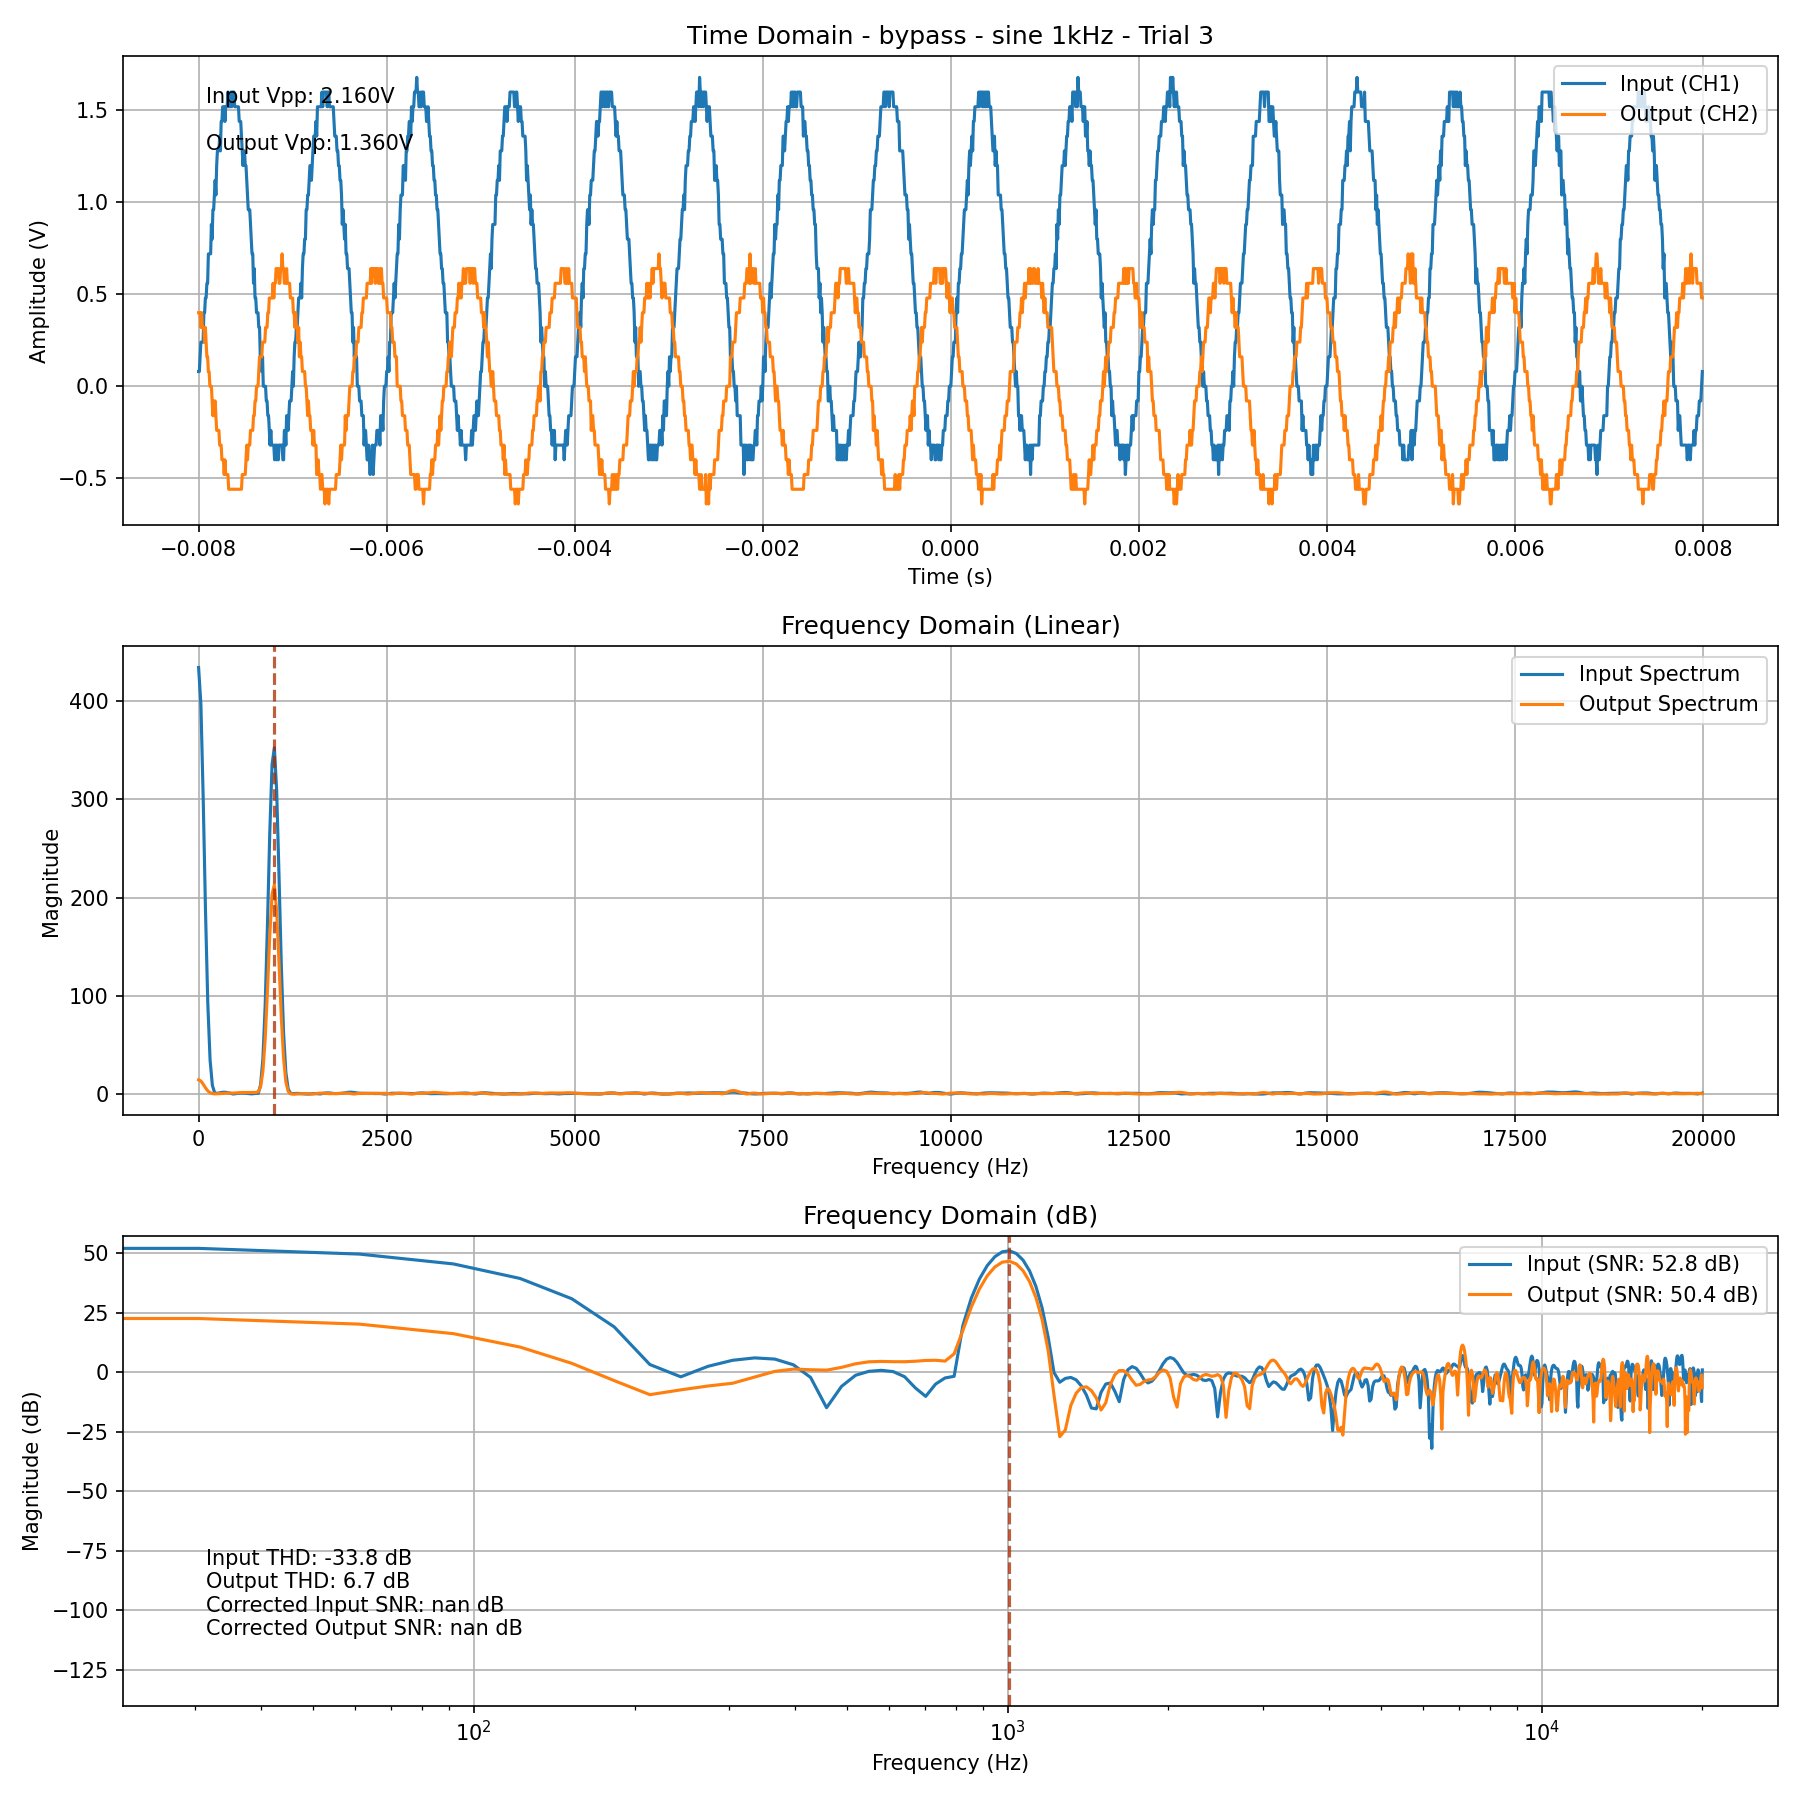 Time Domain - bypass - sine 1kHz - Trial 3
Input Vpp: 2.160V
Output Vpp: 1.360V
Input (CH1)
Output (CH2)
1.5
1.0
0.5
0.0
−0.5
Amplitude (V)
−0.008
−0.006
−0.004
−0.002
0.000
0.002
0.004
0.006
0.008
Time (s)
Frequency Domain (Linear)
Input Spectrum
Output Spectrum
400
300
200
100
0
Magnitude
0
2500
5000
7500
10000
12500
15000
17500
20000
Frequency (Hz)
Frequency Domain (dB)
Input (SNR: 52.8 dB)
Output (SNR: 50.4 dB)
50
25
0
−25
−50
−75
−100
−125
Magnitude (dB)
Input THD: -33.8 dB
Output THD: 6.7 dB
Corrected Input SNR: nan dB
Corrected Output SNR: nan dB
10²
10³
10⁴
Frequency (Hz)